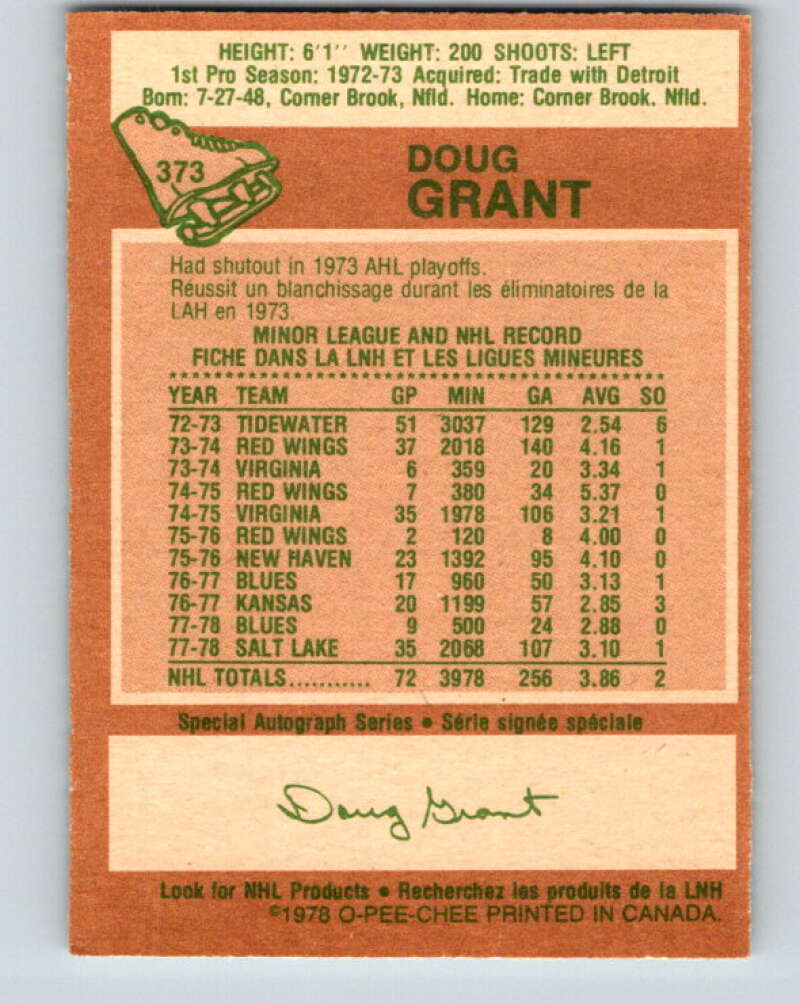 HEIGHT: 6'1'' WEIGHT: 200 SHOOTS: LEFT
1st Pro Season: 1972-73 Acquired: Trade with Detroit
Born: 7-27-48, Corner Brook, Nfld. Home: Corner Brook. Nfld.
373
DOUG
GRANT
Had shutout in 1973 AHL playoffs.
Réussit un blanchissage durant les éliminatoires de la
LAH en 1973.
MINOR LEAGUE AND NHL RECORD
FICHE DANS LA LNH ET LES LIGUES MINEURES
YEAR TEAM GP MIN GA AVG SO
72-73 TIDEWATER 51 3037 129 2.54 6
73-74 RED WINGS 37 2018 140 4.16 1
73-74 VIRGINIA 6 359 20 3.34 1
74-75 RED WINGS 7 380 34 5.37 0
74-75 VIRGINIA 35 1978 106 3.21 1
75-76 RED WINGS 2 120 8 4.00 0
75-76 NEW HAVEN 23 1392 95 4.10 0
76-77 BLUES 17 960 50 3.13 1
76-77 KANSAS 20 1199 57 2.85 3
77-78 BLUES 9 500 24 2.88 0
77-78 SALT LAKE 35 2068 107 3.10 1
NHL TOTALS........... 72 3978 256 3.86 2
Special Autograph Series • Série signée spéciale
Doug Grant
Look for NHL Products • Recherchez les produits de la LNH
©1978 O-PEE-CHEE PRINTED IN CANADA.